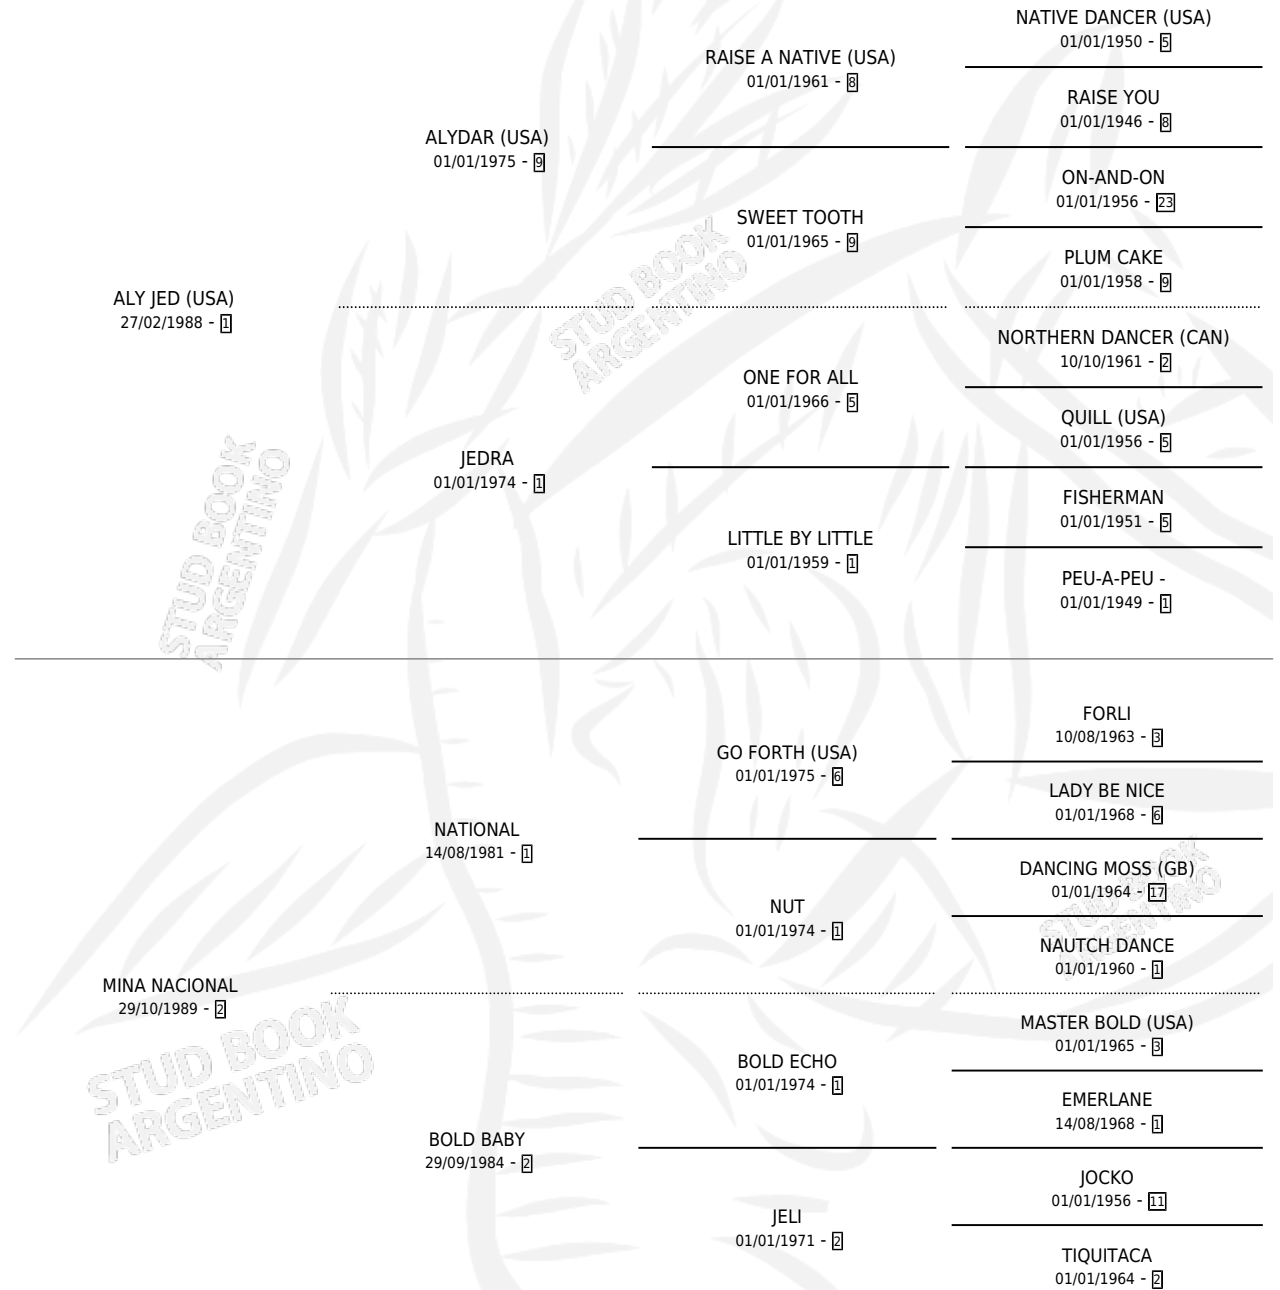 NATIVE DANCER (USA)
01/01/1950 - 5
RAISE A NATIVE (USA)
01/01/1961 - 8
RAISE YOU
01/01/1946 - 8
ALYDAR (USA)
01/01/1975 - 9
ON-AND-ON
01/01/1956 - 23
SWEET TOOTH
01/01/1965 - 9
PLUM CAKE
01/01/1958 - 9
STUD BOOK
ARGENTINO
ALY JED (USA)
27/02/1988 - 1
NORTHERN DANCER (CAN)
10/10/1961 - 2
ONE FOR ALL
01/01/1966 - 5
QUILL (USA)
01/01/1956 - 5
JEDRA
01/01/1974 - 1
FISHERMAN
01/01/1951 - 5
LITTLE BY LITTLE
01/01/1959 - 1
PEU-A-PEU -
01/01/1949 - 1
STUD BOOK
ARGENTINO
FORLI
10/08/1963 - 3
GO FORTH (USA)
01/01/1975 - 6
LADY BE NICE
01/01/1968 - 6
NATIONAL
14/08/1981 - 1
DANCING MOSS (GB)
01/01/1964 - 17
NUT
01/01/1974 - 1
STUD BOOK
ARGENTINO
NAUTCH DANCE
01/01/1960 - 1
MINA NACIONAL
29/10/1989 - 2
MASTER BOLD (USA)
01/01/1965 - 3
BOLD ECHO
01/01/1974 - 1
STUD BOOK
ARGENTINO
EMERLANE
14/08/1968 - 1
BOLD BABY
29/09/1984 - 2
JOCKO
01/01/1956 - 11
JELI
01/01/1971 - 2
TIQUITACA
01/01/1964 - 2